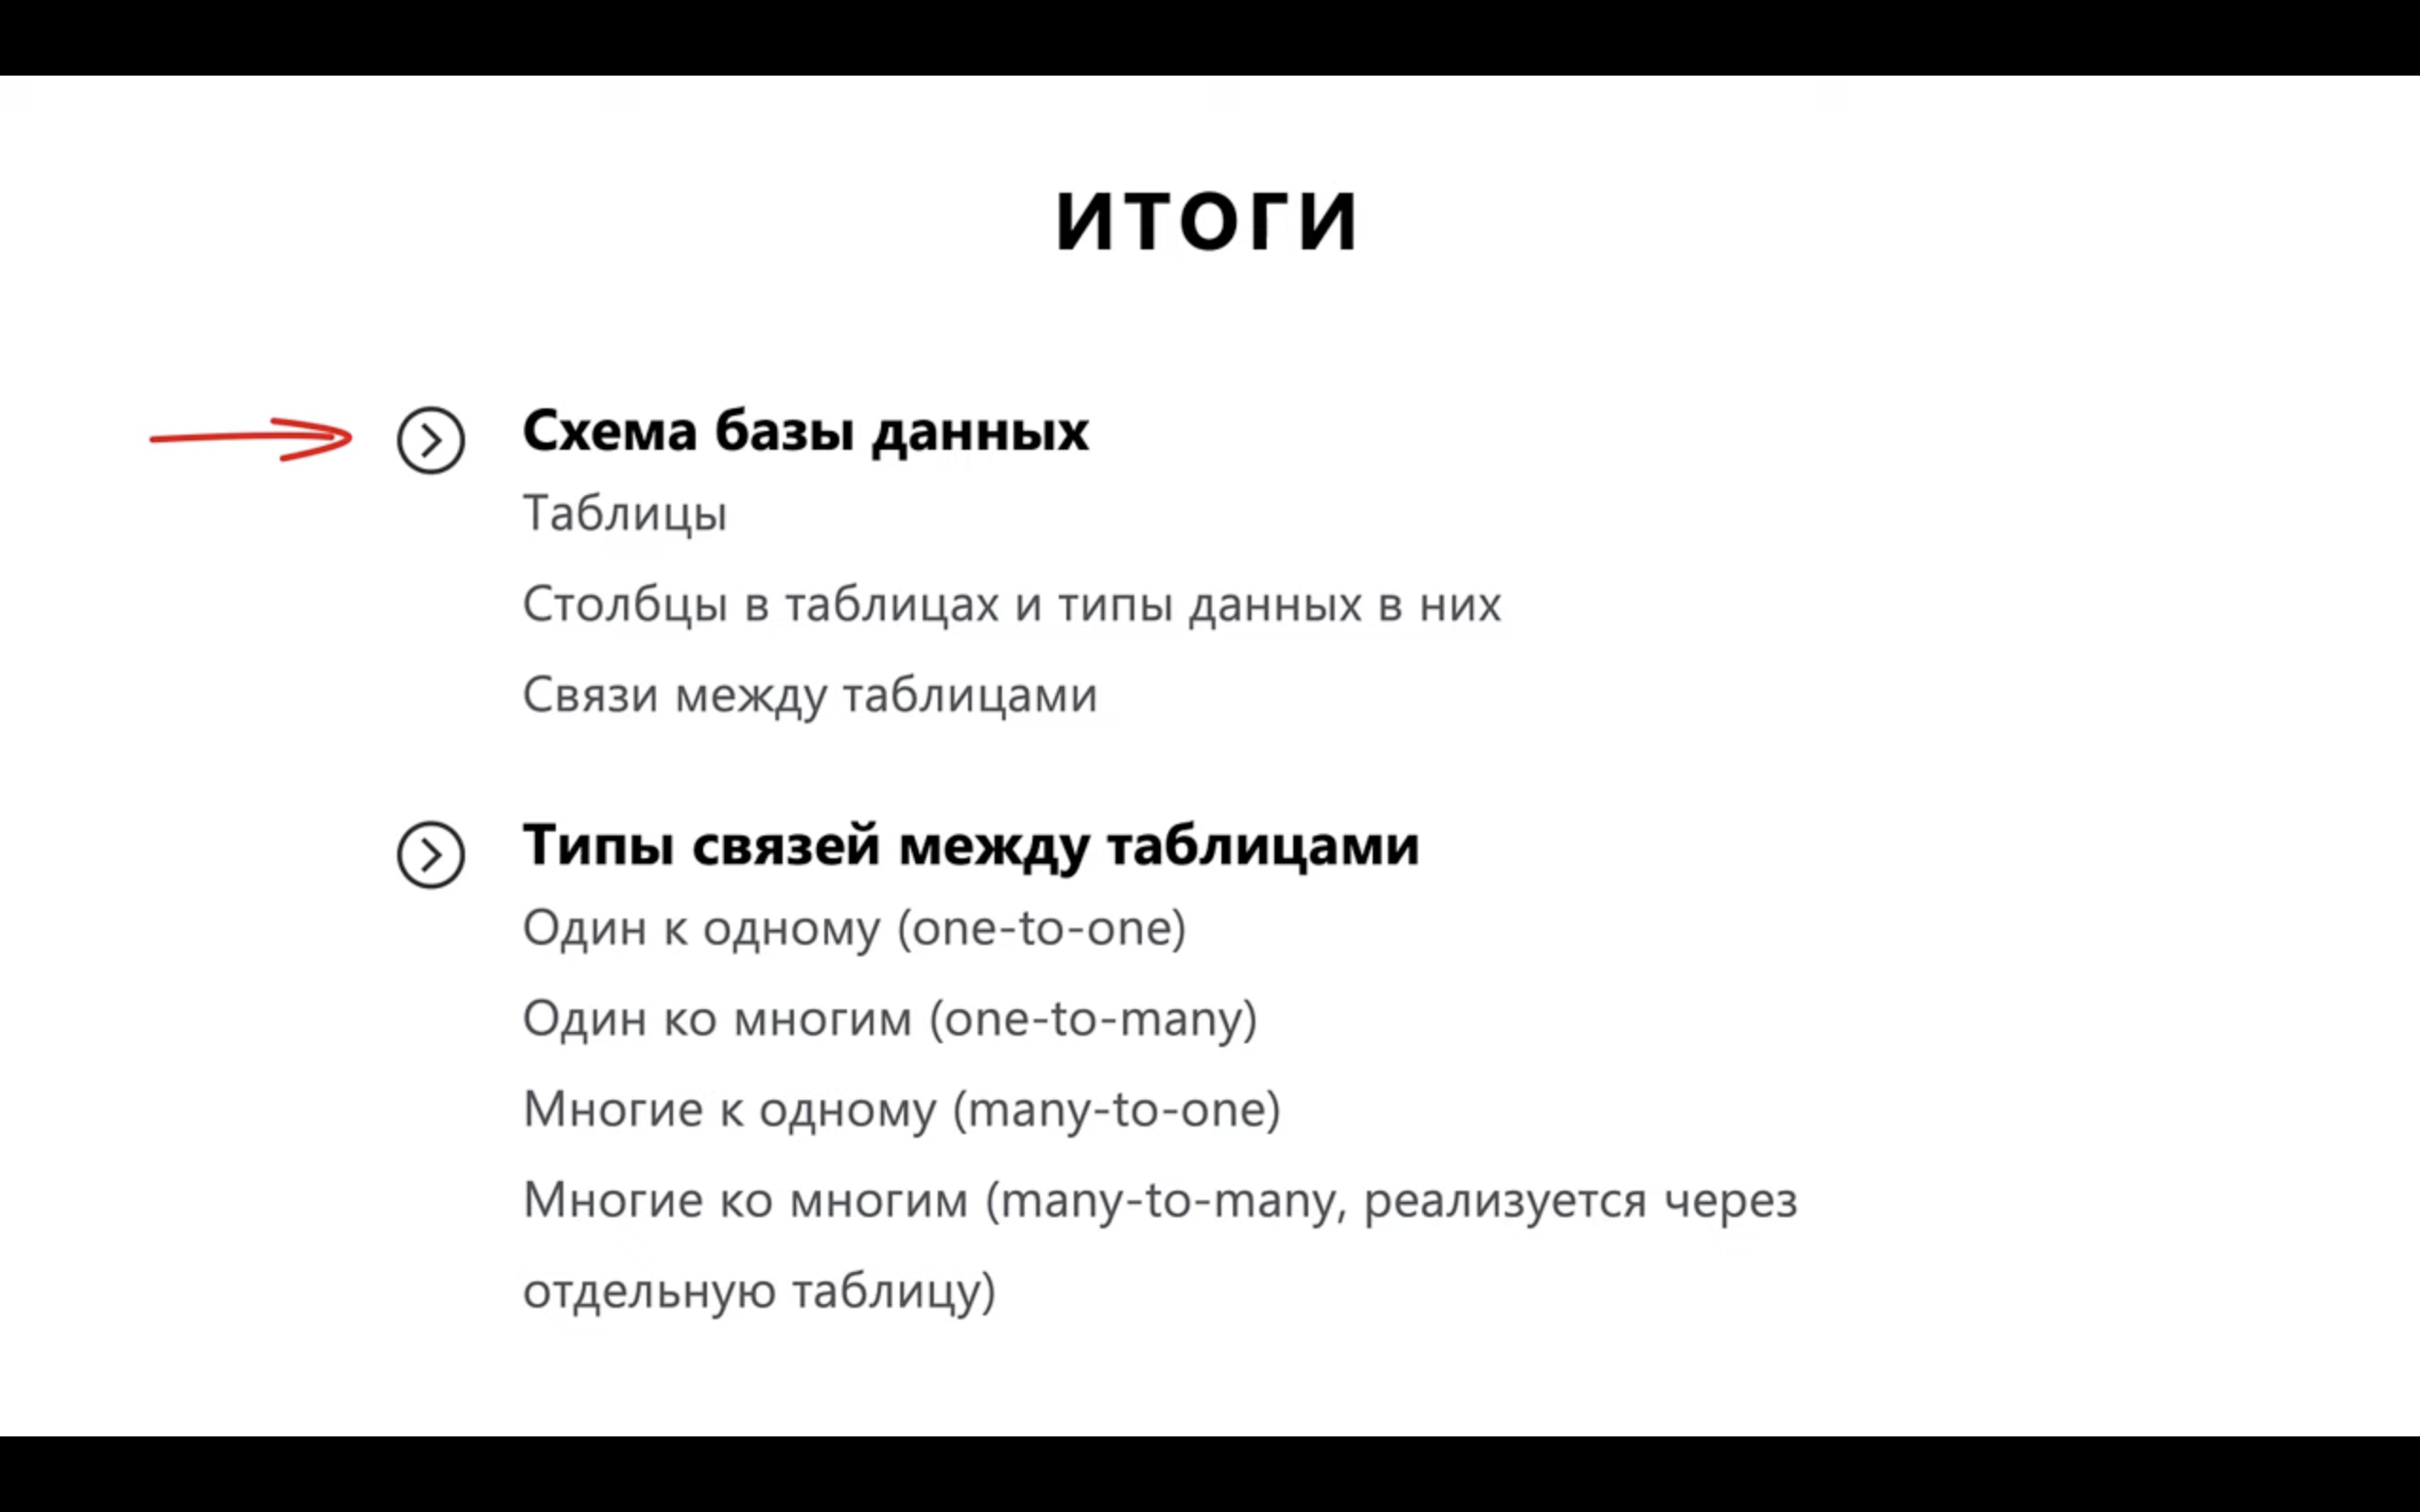 ИТОГИ
Схема базы данных
Таблицы
Столбцы в таблицах и типы данных в них
Связи между таблицами
Типы связей между таблицами
Один к одному (one-to-one)
Один ко многим (one-to-many)
Многие к одному (many-to-one)
Многие ко многим (many-to-many, реализуется через
отдельную таблицу)